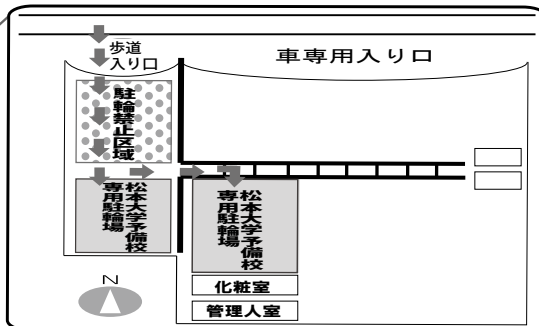 歩道
入り口
車専用入り口
駐輪禁止区域
松本大学予備校
専用駐輪場
松本大学予備校
専用駐輪場
化粧室
管理人室
N